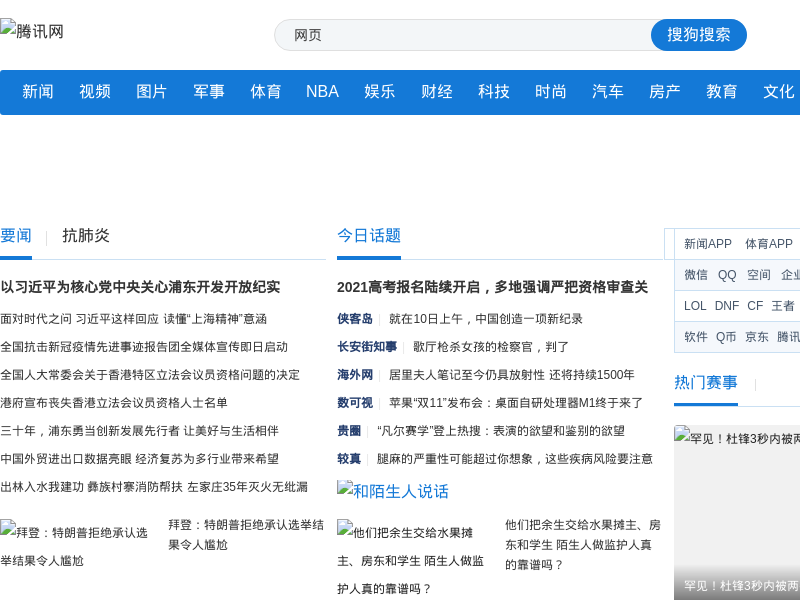 腾讯网
网页
搜狗搜索
新闻 视频 图片 军事 体育 NBA 娱乐 财经 科技 时尚 汽车 房产 教育 文化
要闻 抗肺炎
以习近平为核心党中央关心浦东开发开放纪实
面对时代之问 习近平这样回应 读懂“上海精神”意涵
全国抗击新冠疫情先进事迹报告团全媒体宣传即日启动
全国人大常委会关于香港特区立法会议员资格问题的决定
港府宣布丧失香港立法会议员资格人士名单
三十年，浦东勇当创新发展先行者 让美好与生活相伴
中国外贸进出口数据亮眼 经济复苏为多行业带来希望
出林入水我建功 彝族村寨消防帮扶 左家庄35年灭火无纰漏
拜登：特朗普拒绝承认选
举结果令人尴尬
拜登：特朗普拒绝承认选举结
果令人尴尬
今日话题
2021高考报名陆续开启，多地强调严把资格审查关
侠客岛 就在10日上午，中国创造一项新纪录
长安街知事 歌厅枪杀女孩的检察官，判了
海外网 居里夫人笔记至今仍具放射性 还将持续1500年
数可视 苹果“双11”发布会：桌面自研处理器M1终于来了
贵圈 “凡尔赛学”登上热搜：表演的欲望和鉴别的欲望
较真 腿麻的严重性可能超过你想象，这些疾病风险要注意
和陌生人说话
他们把余生交给水果摊
主、房东和学生 陌生人做监
护人真的靠谱吗？
他们把余生交给水果摊主、房
东和学生 陌生人做监护人真
的靠谱吗？
新闻APP 体育APP
微信 QQ 空间 企业
LOL DNF CF 王者
软件 Q币 京东 腾讯
热门赛事
罕见！杜锋3秒内被两
罕见！杜锋3秒内被两